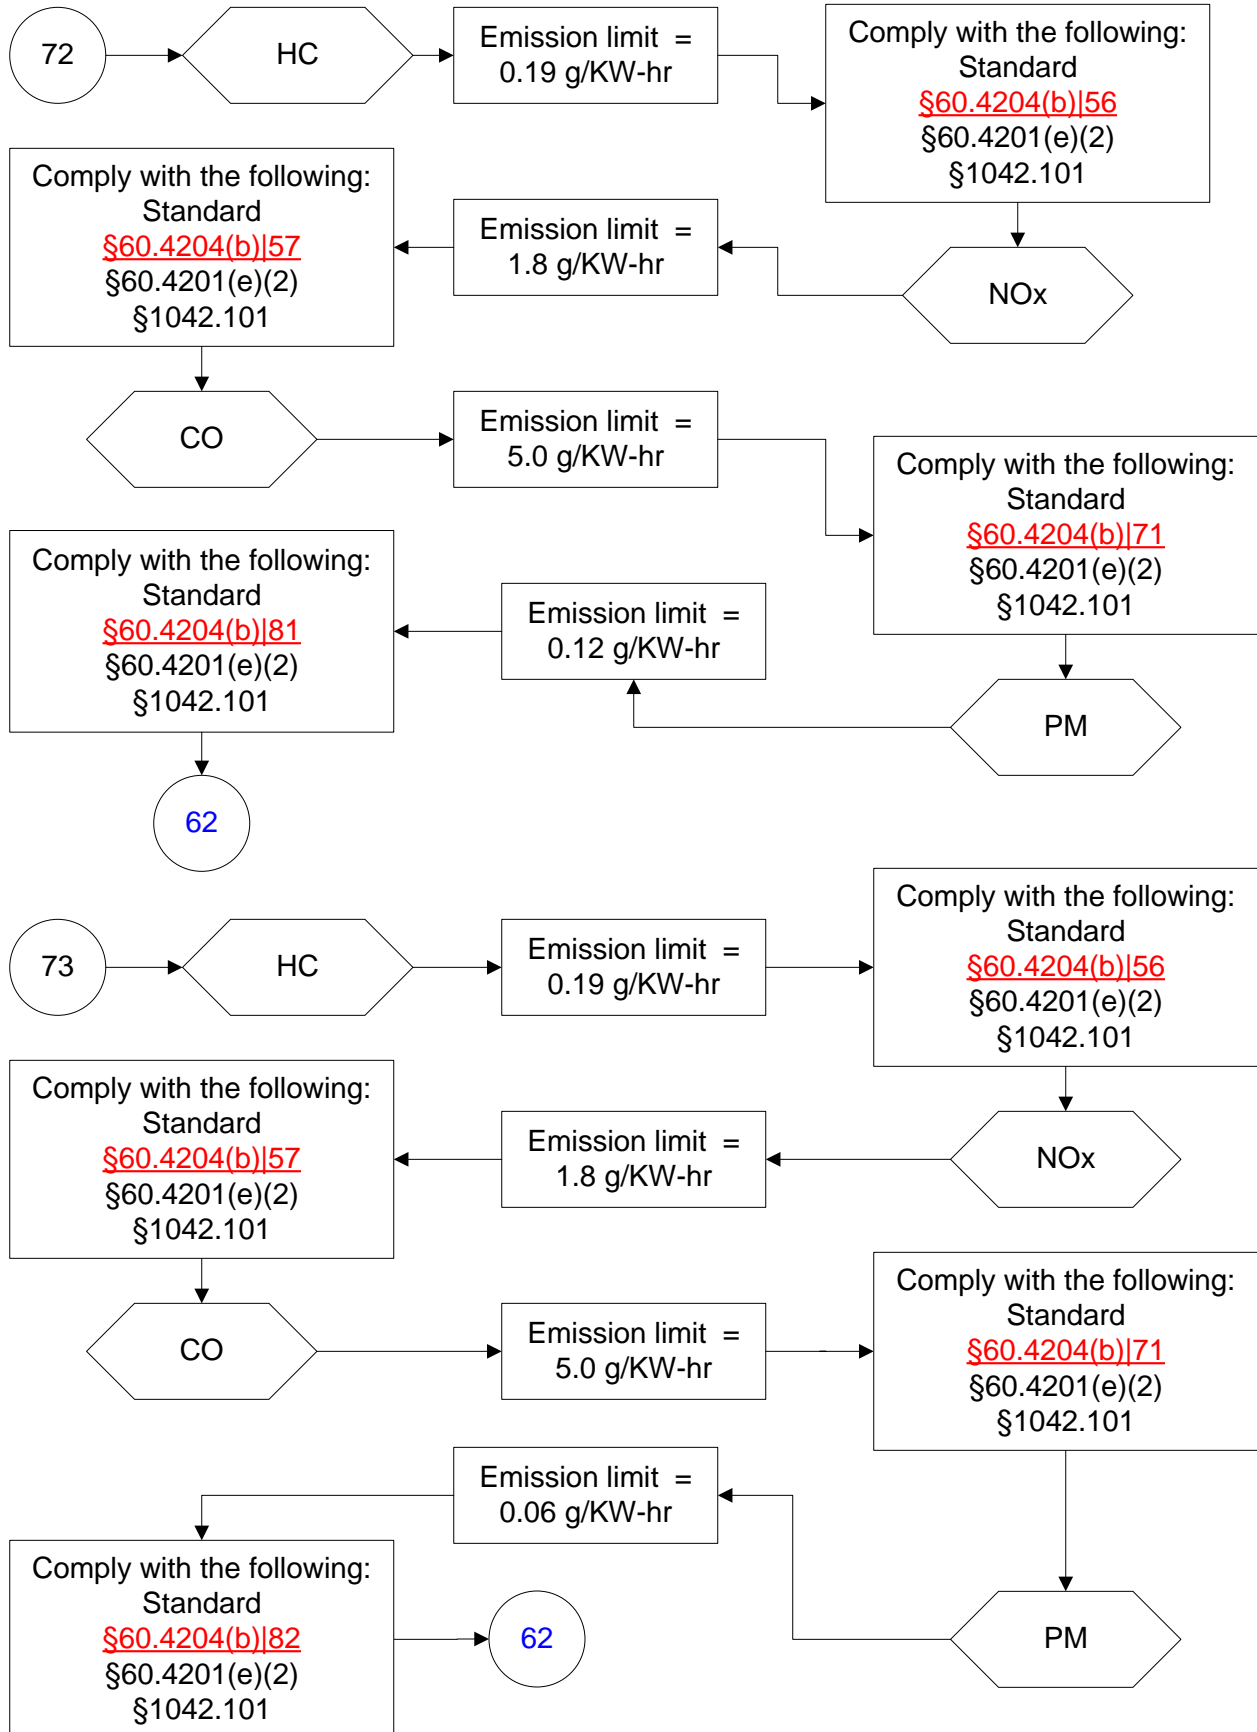 72
HC
Emission limit =
0.19 g/KW-hr
Comply with the following:
Standard
§60.4204(b)|56
§60.4201(e)(2)
§1042.101
NOx
Emission limit =
1.8 g/KW-hr
Comply with the following:
Standard
§60.4204(b)|57
§60.4201(e)(2)
§1042.101
CO
Emission limit =
5.0 g/KW-hr
Comply with the following:
Standard
§60.4204(b)|71
§60.4201(e)(2)
§1042.101
PM
Emission limit =
0.12 g/KW-hr
Comply with the following:
Standard
§60.4204(b)|81
§60.4201(e)(2)
§1042.101
62
73
HC
Emission limit =
0.19 g/KW-hr
Comply with the following:
Standard
§60.4204(b)|56
§60.4201(e)(2)
§1042.101
NOx
Emission limit =
1.8 g/KW-hr
Comply with the following:
Standard
§60.4204(b)|57
§60.4201(e)(2)
§1042.101
CO
Emission limit =
5.0 g/KW-hr
Comply with the following:
Standard
§60.4204(b)|71
§60.4201(e)(2)
§1042.101
PM
Emission limit =
0.06 g/KW-hr
Comply with the following:
Standard
§60.4204(b)|82
§60.4201(e)(2)
§1042.101
62